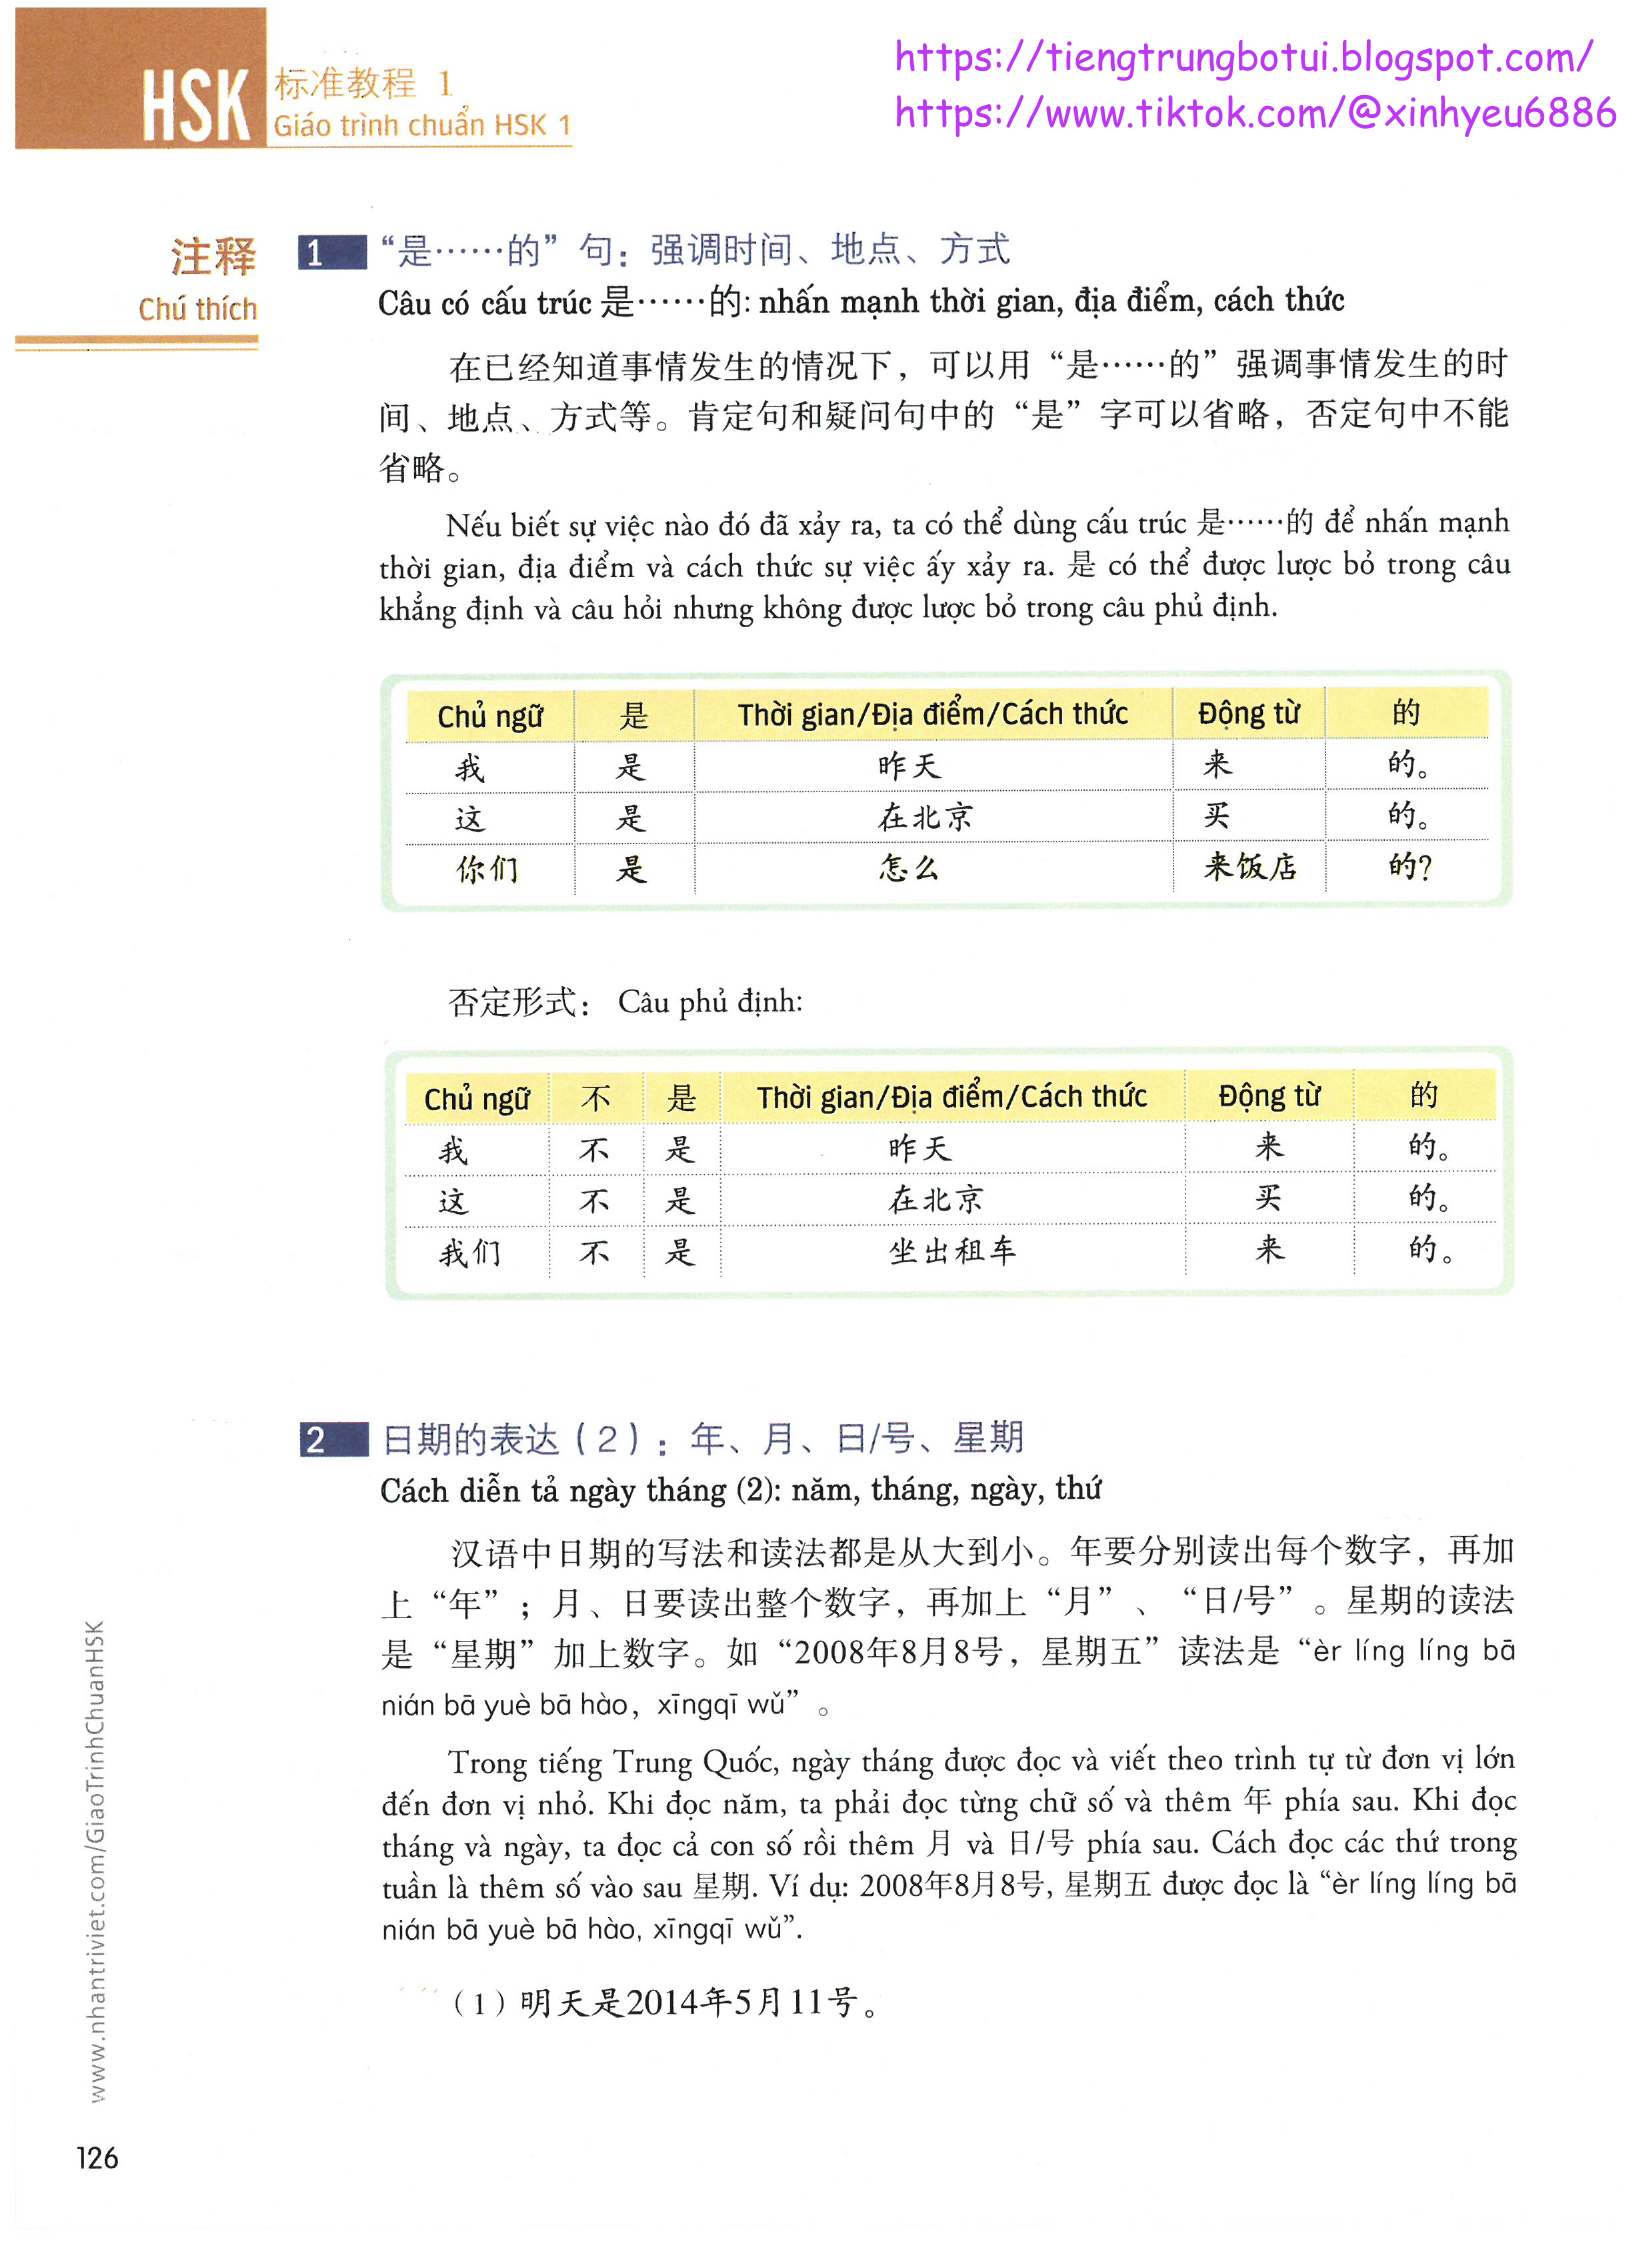 https://tiengtrungbotui.blogspot.com/
https://www.tiktok.com/@xinhyeu6886
HSK 标准教程 1
Giáo trình chuẩn HSK 1
注释
Chú thích
1 “是……的”句：强调时间、地点、方式
Câu có cấu trúc 是……的: nhấn mạnh thời gian, địa điểm, cách thức
在已经知道事情发生的情况下，可以用“是……的”强调事情发生的时
间、地点、方式等。肯定句和疑问句中的“是”字可以省略，否定句中不能
省略。
Nếu biết sự việc nào đó đã xảy ra, ta có thể dùng cấu trúc 是……的 để nhấn mạnh
thời gian, địa điểm và cách thức sự việc ấy xảy ra. 是 có thể được lược bỏ trong câu
khẳng định và câu hỏi nhưng không được lược bỏ trong câu phủ định.
Chủ ngữ 是 Thời gian/Địa điểm/Cách thức Động từ 的
我 是 昨天 来 的。
这 是 在北京 买 的。
你们 是 怎么 来饭店 的?
否定形式： Câu phủ định:
Chủ ngữ 不 是 Thời gian/Địa điểm/Cách thức Động từ 的
我 不 是 昨天 来 的。
这 不 是 在北京 买 的。
我们 不 是 坐出租车 来 的。
2 日期的表达（2）：年、月、日/号、星期
Cách diễn tả ngày tháng (2): năm, tháng, ngày, thứ
汉语中日期的写法和读法都是从大到小。年要分别读出每个数字，再加
上“年”；月、日要读出整个数字，再加上“月”、“日/号”。星期的读法
是“星期”加上数字。如“2008年8月8号，星期五”读法是“èr líng líng bā
nián bā yuè bā hào，xīngqī wǔ”。
Trong tiếng Trung Quốc, ngày tháng được đọc và viết theo trình tự từ đơn vị lớn
đến đơn vị nhỏ. Khi đọc năm, ta phải đọc từng chữ số và thêm 年 phía sau. Khi đọc
tháng và ngày, ta đọc cả con số rồi thêm 月 và 日/号 phía sau. Cách đọc các thứ trong
tuần là thêm số vào sau 星期. Ví dụ: 2008年8月8号, 星期五 được đọc là “èr líng líng bā
nián bā yuè bā hào, xīngqī wǔ”.
（1）明天是2014年5月11号。
www.nhantriviet.com/GiaoTrinhChuanHSK
126